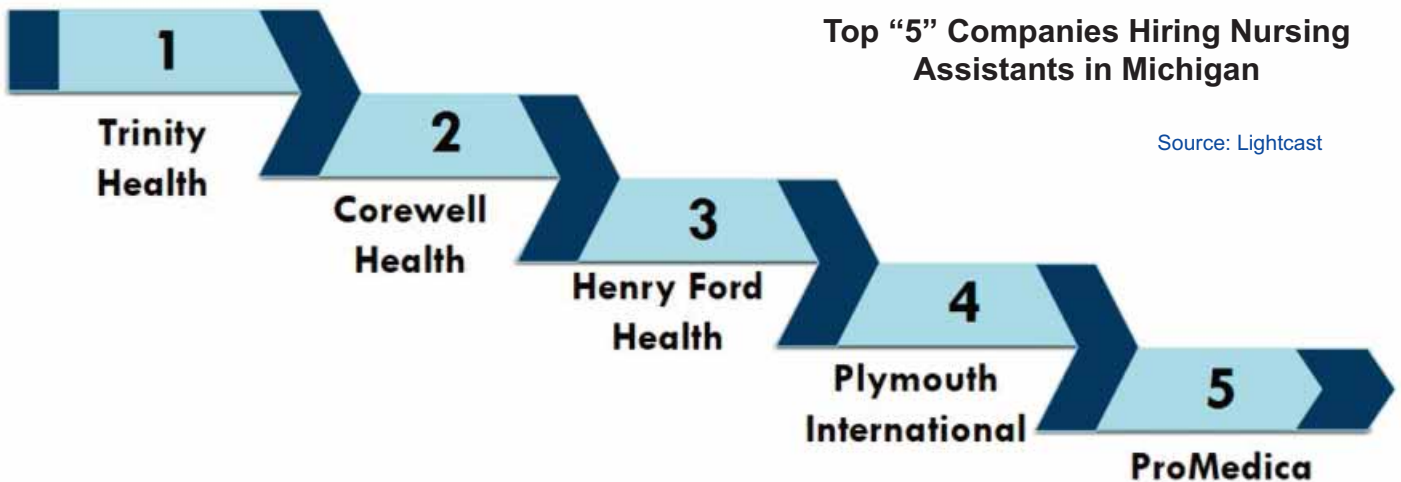 Top “5” Companies Hiring Nursing
Assistants in Michigan
Source: Lightcast
1
Trinity
Health
2
Corewell
Health
3
Henry Ford
Health
4
Plymouth
International
5
ProMedica